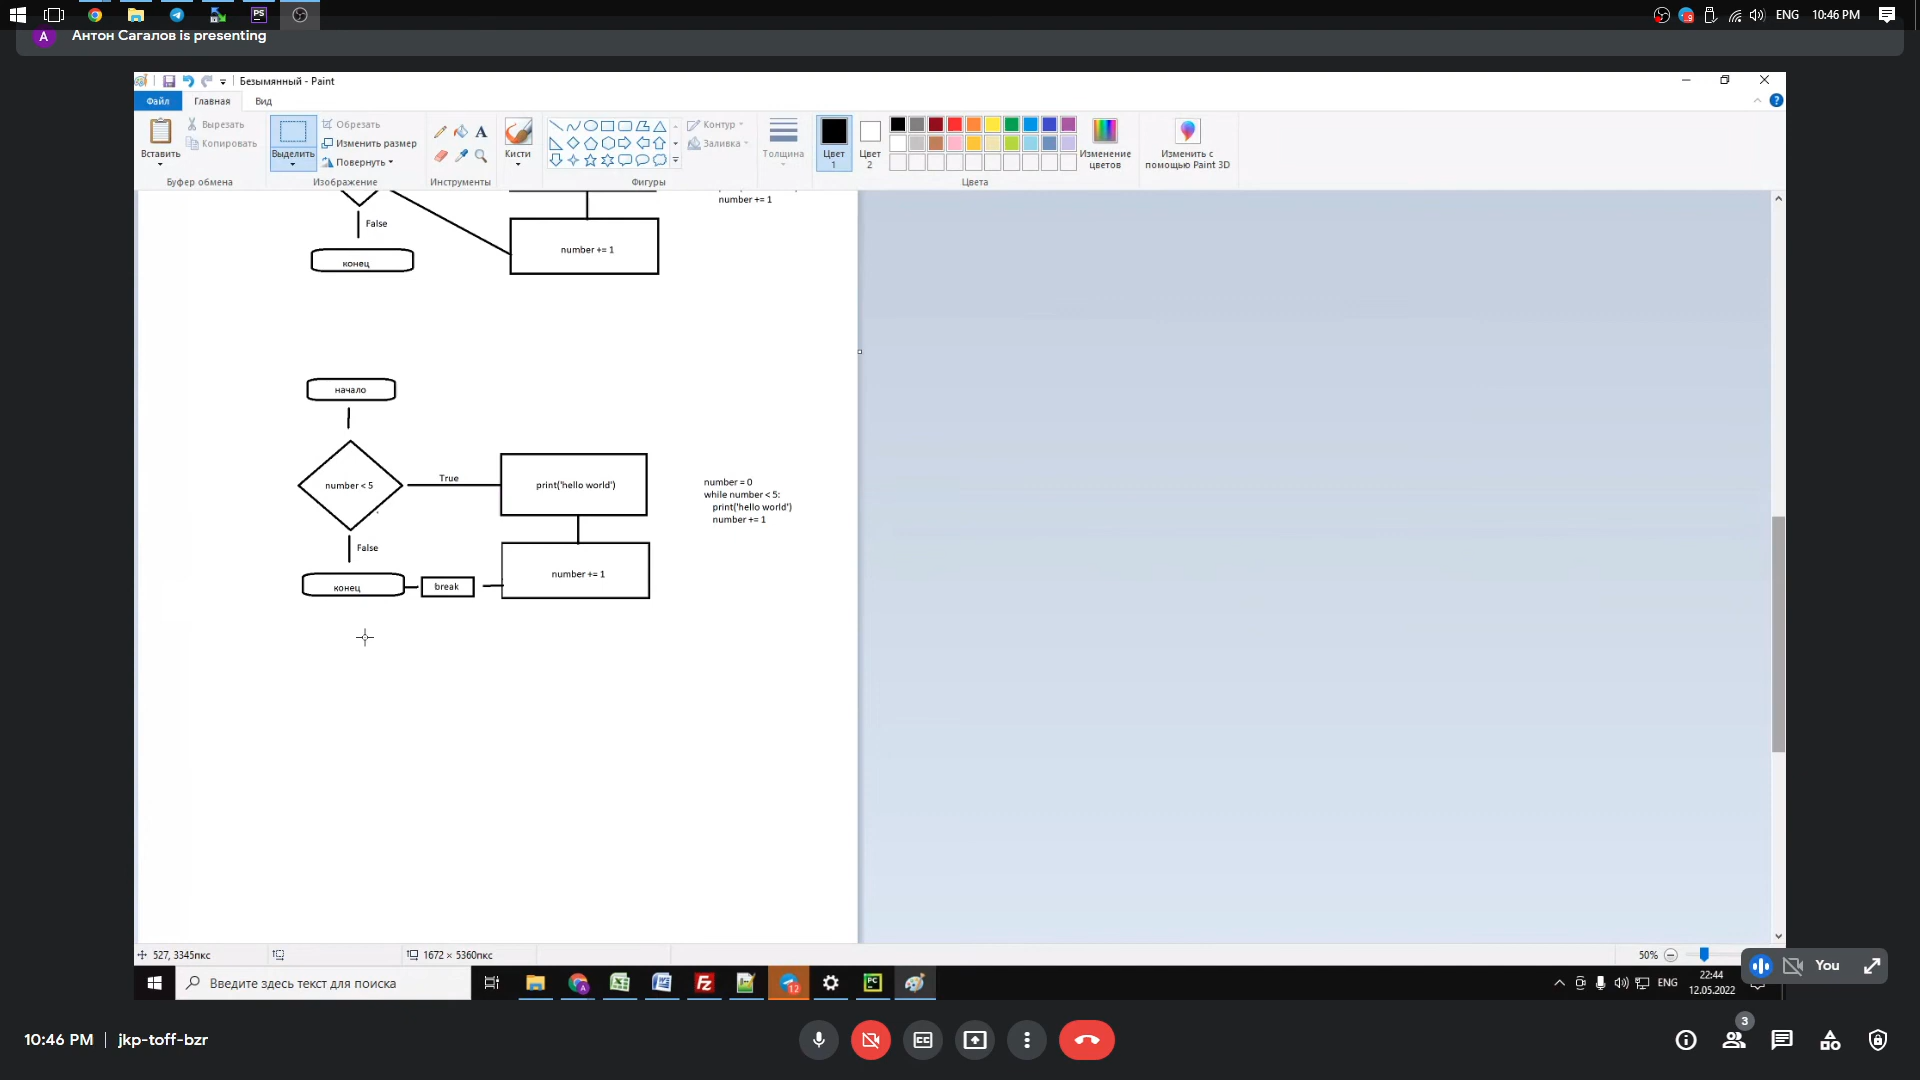 PS
9
ENG
10:46 PM
A
Антон Сагалов is presenting
Безымянный - Paint
Файл
Главная
Вид
?
Вставить
Вырезать
Копировать
Буфер обмена
Выделить
Обрезать
Изменить размер
Повернуть
Изображение
A
Инструменты
Кисти
Контур
Заливка
Фигуры
Толщина
Цвет
1
Цвет
2
Изменение
цветов
Цвета
Изменить с
помощью Paint 3D
number += 1
False
number += 1
конец
начало
number < 5
True
print('hello world')
number = 0
while number < 5:
print('hello world')
number += 1
False
number += 1
конец
break
527, 3345пкс
1672 × 5360пкс
50%
Введите здесь текст для поиска
A
12
PC
ENG
22:44
12.05.2022
You
10:46 PM
jkp-toff-bzr
3